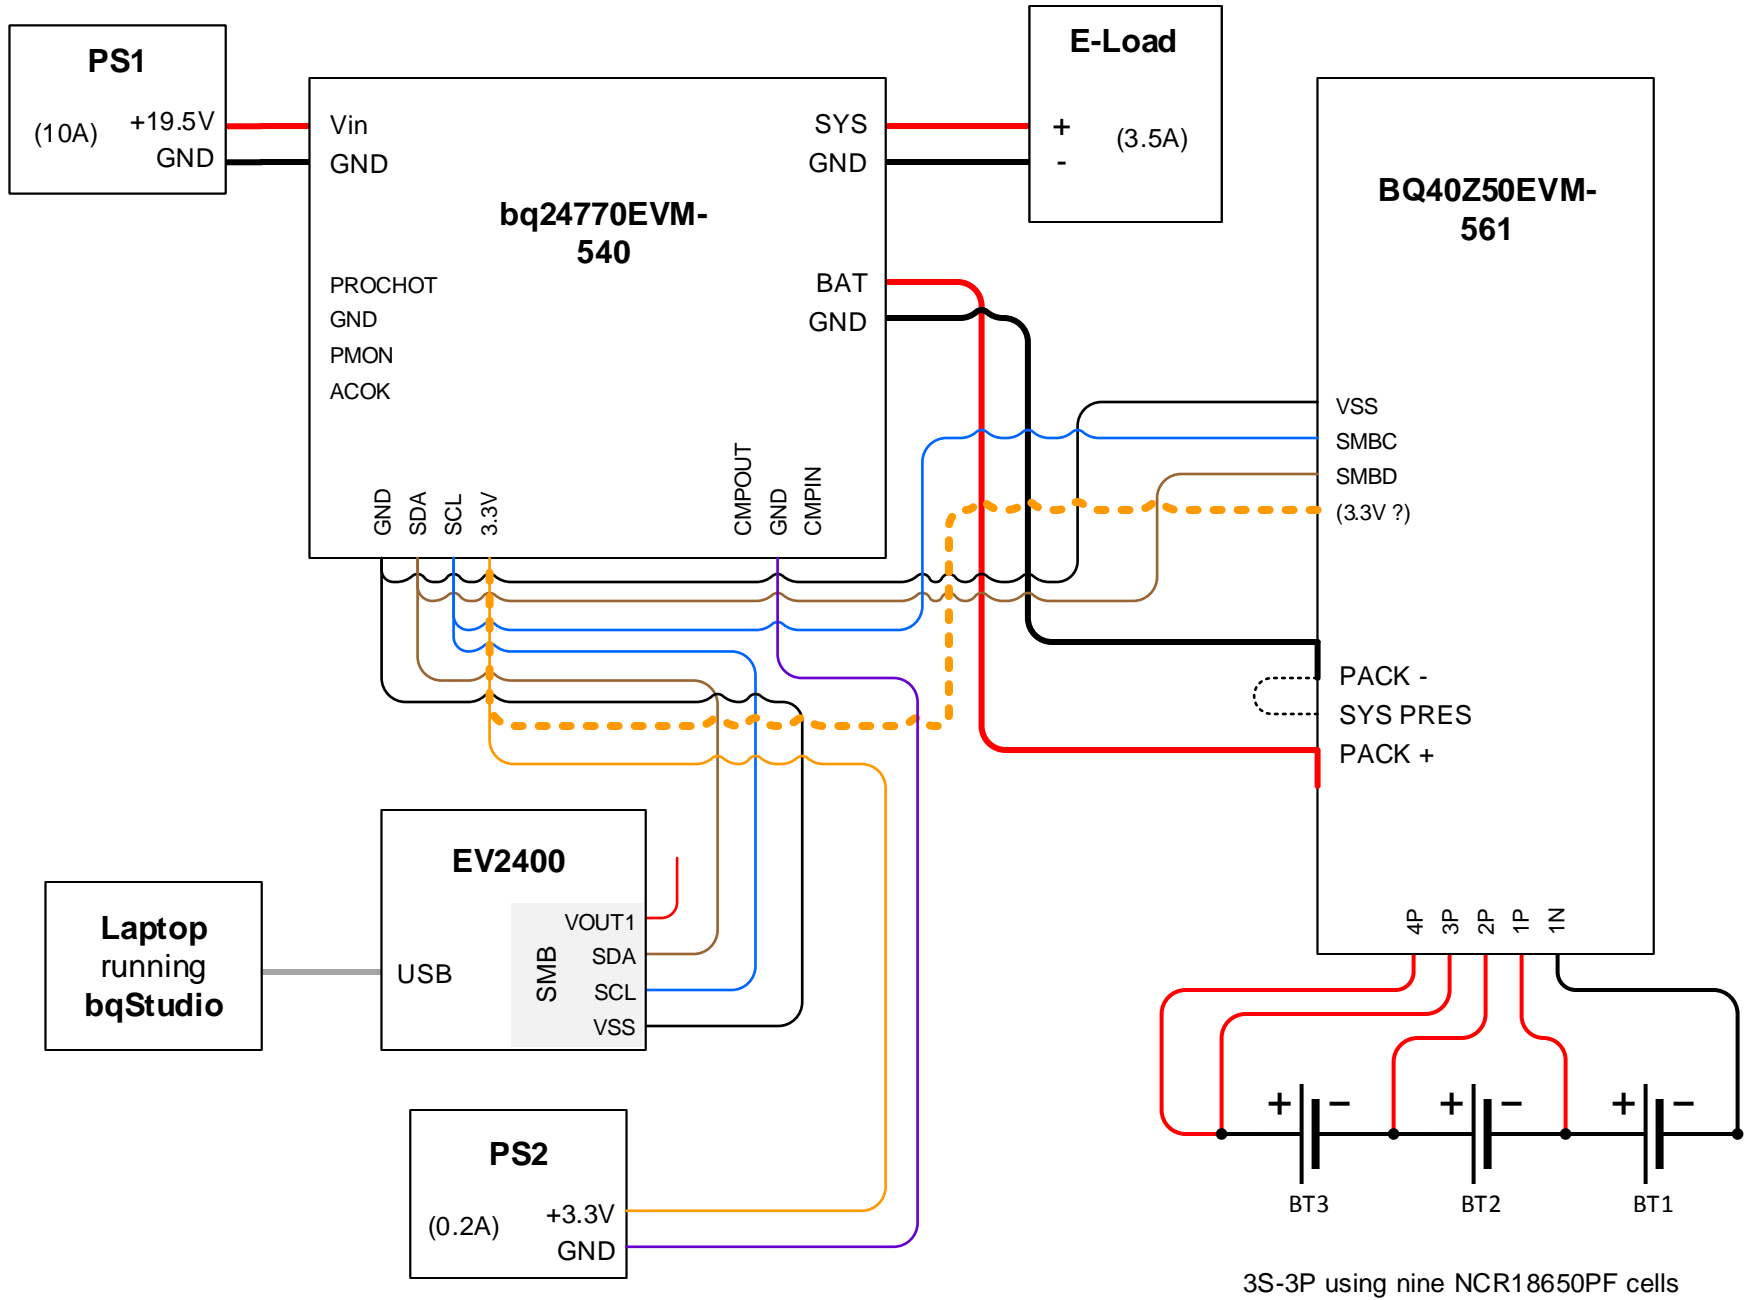 PS1
(10A)
+19.5V
GND
Vin
GND
bq24770EVM-
540
SYS
GND
PROCHOT
GND
PMON
ACOK
BAT
GND
GND
SDA
SCL
3.3V
CMPOUT
GND
CMPIN
E-Load
+
-
(3.5A)
BQ40Z50EVM-
561
VSS
SMBC
SMBD
(3.3V ?)
PACK -
SYS PRES
PACK +
4P
3P
2P
1P
1N
Laptop
running
bqStudio
EV2400
USB
SMB
VOUT1
SDA
SCL
VSS
PS2
(0.2A)
+3.3V
GND
+ −
+ −
+ −
BT3
BT2
BT1
3S-3P using nine NCR18650PF cells